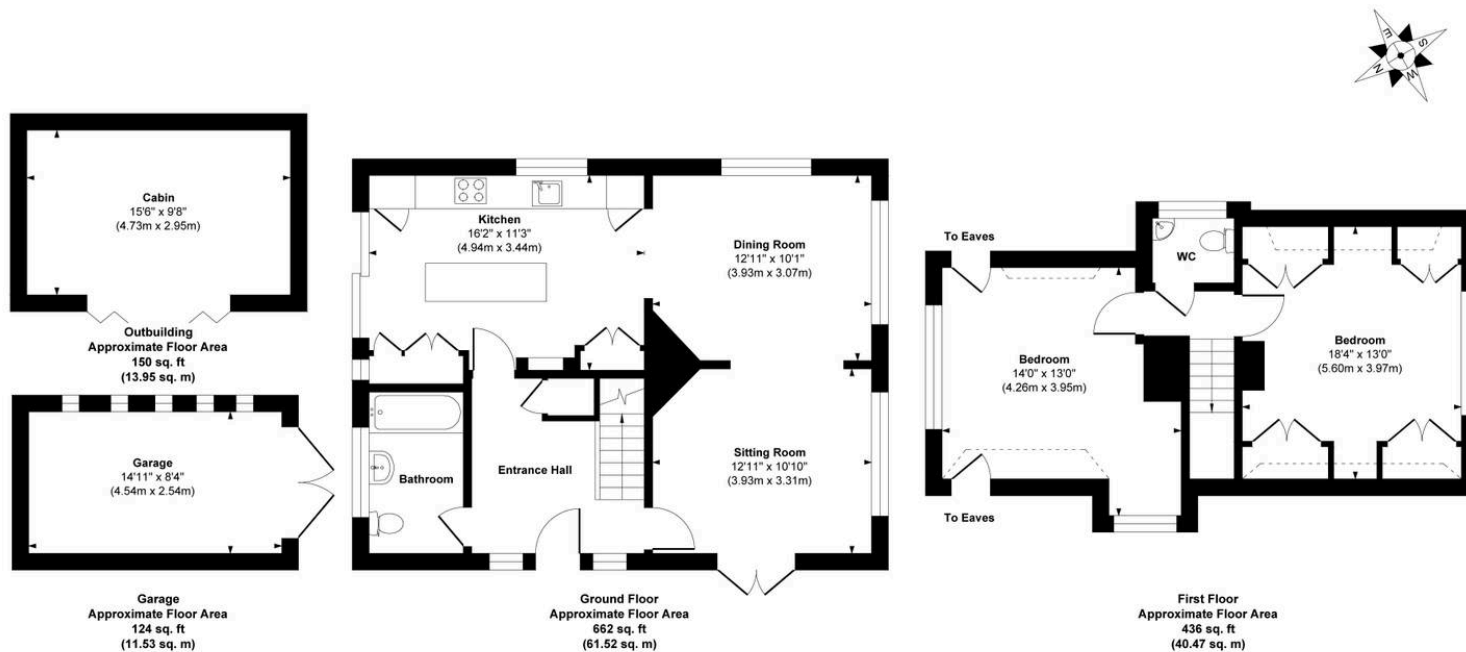 E
S
N
W
Cabin
15'6" x 9'8"
(4.73m x 2.95m)
Outbuilding
Approximate Floor Area
150 sq. ft
(13.95 sq. m)
Garage
14'11" x 8'4"
(4.54m x 2.54m)
Garage
Approximate Floor Area
124 sq. ft
(11.53 sq. m)
Kitchen
16'2" x 11'3"
(4.94m x 3.44m)
Dining Room
12'11" x 10'1"
(3.93m x 3.07m)
Bathroom
Entrance Hall
Sitting Room
12'11" x 10'10"
(3.93m x 3.31m)
Ground Floor
Approximate Floor Area
662 sq. ft
(61.52 sq. m)
To Eaves
WC
Bedroom
14'0" x 13'0"
(4.26m x 3.95m)
Bedroom
18'4" x 13'0"
(5.60m x 3.97m)
To Eaves
First Floor
Approximate Floor Area
436 sq. ft
(40.47 sq. m)